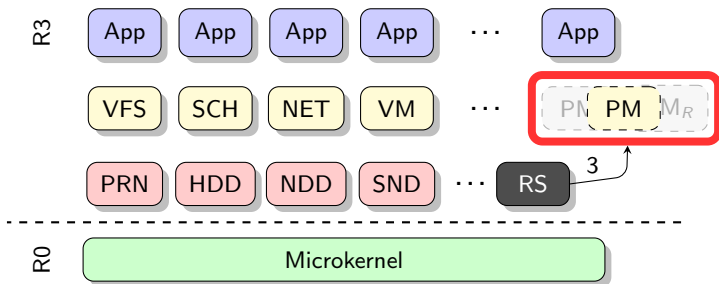 R3
App App App App ... App
VFS SCH NET VM ... PM PM M_R
PRN HDD NDD SND ... RS 3
R0
Microkernel